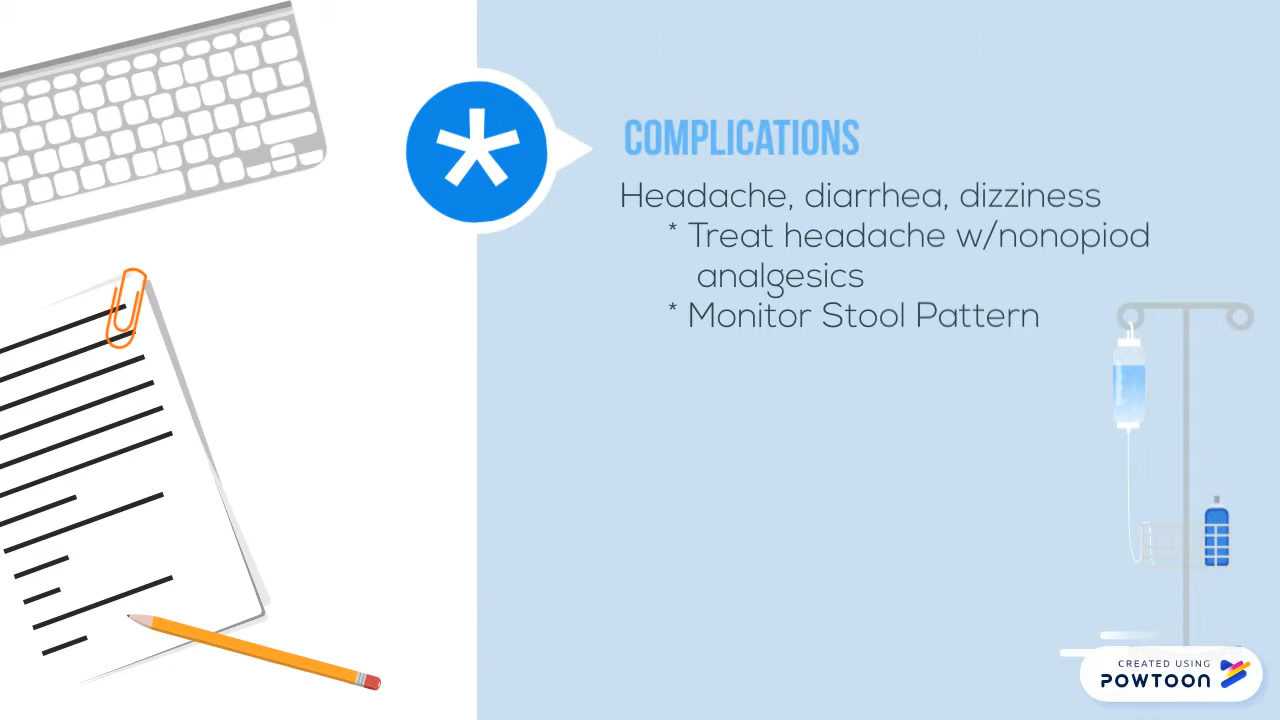 COMPLICATIONS
Headache, diarrhea, dizziness
* Treat headache w/nonopiod
analgesics
* Monitor Stool Pattern
CREATED USING
POWTOON